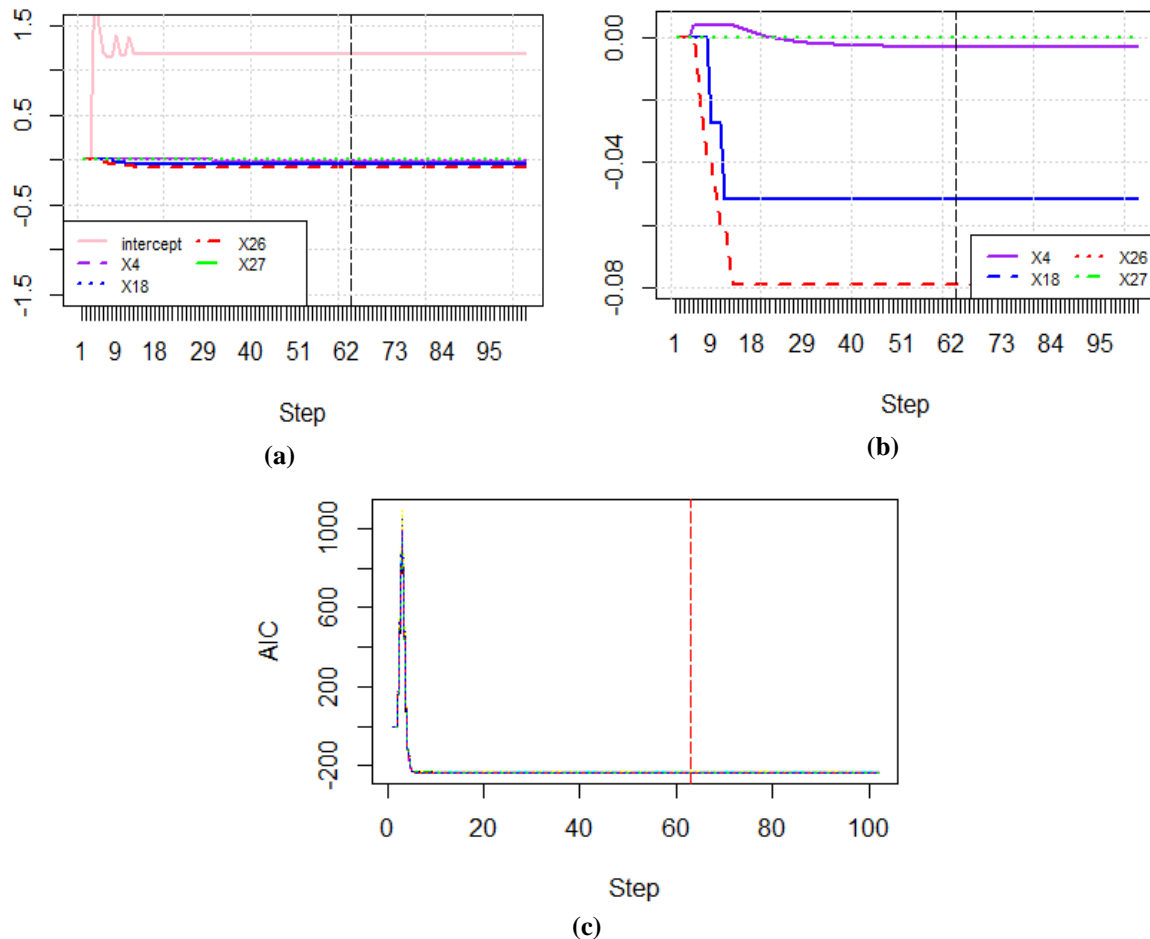 1.5
0.5
-0.5
-1.5
intercept X26
X4 X27
X18
1 9 18 29 40 51 62 73 84 95
Step
(a)
0.00
-0.04
-0.08
X4 X26
X18 X27
1 9 18 29 40 51 62 73 84 95
Step
(b)
1000
600
200
-200
AIC
0 20 40 60 80 100
Step
(c)